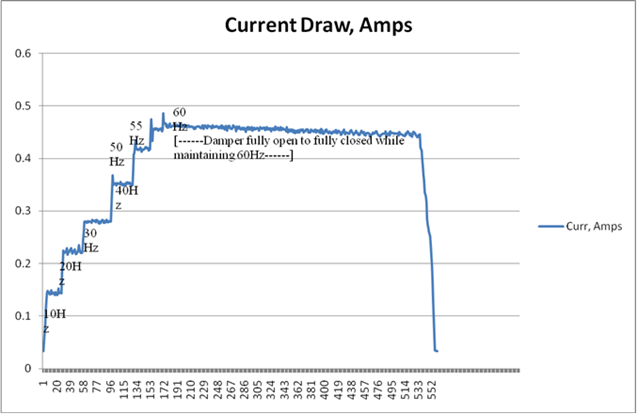 Current Draw, Amps
0.6
0.5
0.4
0.3
0.2
0.1
0
60
Hz
55
Hz
[------Damper fully open to fully closed while
maintaining 60Hz------]
50
Hz
40H
z
30
Hz
20H
z
10H
z
Curr, Amps
1 20 39 58 77 96 115 134 153 172 191 210 229 248 267 286 305 324 343 362 381 400 419 438 457 476 495 514 533 552